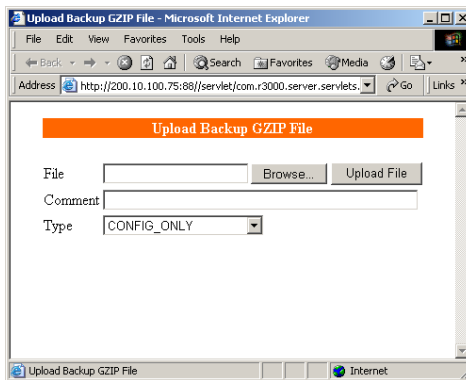 Upload Backup GZIP File - Microsoft Internet Explorer
File Edit View Favorites Tools Help
Back Search Favorites Media »
Address http://200.10.100.75:88//servlet/com.r3000.server.servlets. Go Links »
Upload Backup GZIP File
File Browse... Upload File
Comment
Type CONFIG_ONLY
Upload Backup GZIP File Internet